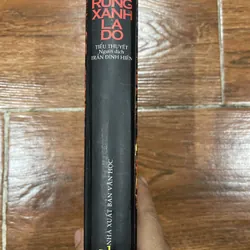 RỪNG
XANH
LÁ
ĐỎ
TIỂU THUYẾT
Người dịch
TRẦN ĐÌNH HIẾN
NHÀ XUẤT BẢN VĂN HỌC